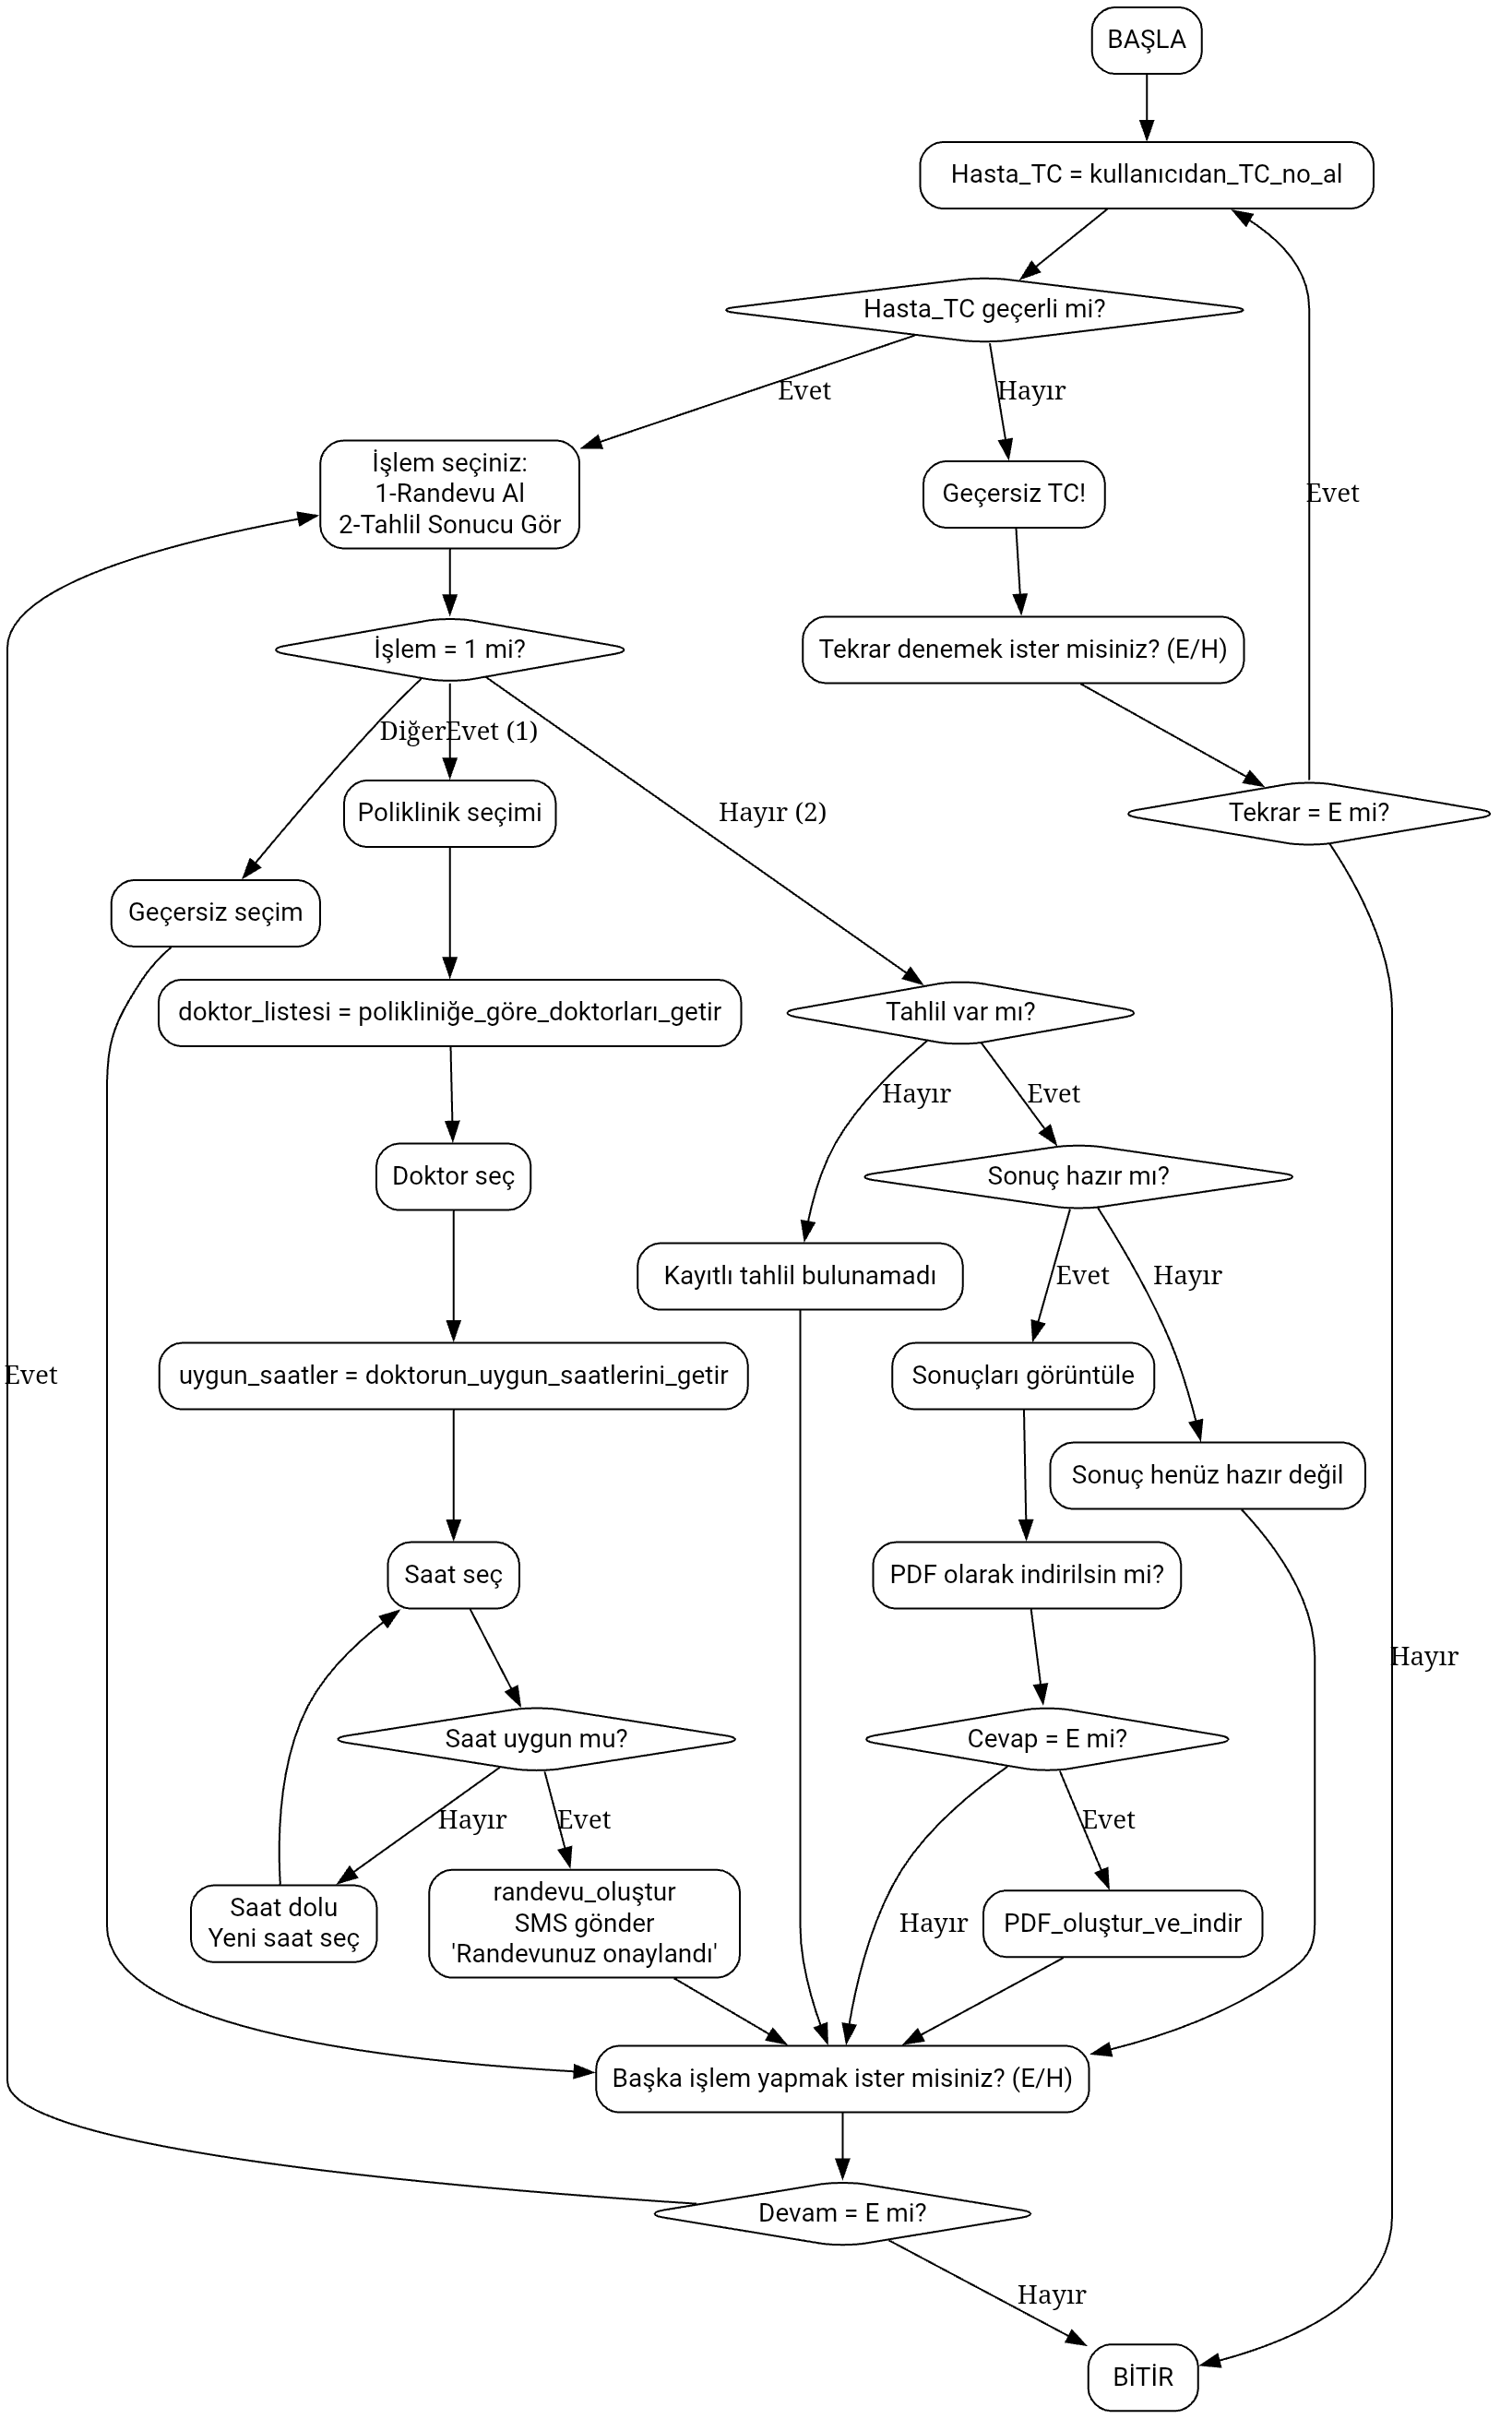 BAŞLA
Hasta_TC = kullanıcıdan_TC_no_al
Hasta_TC geçerli mi?
Evet
Hayır
İşlem seçiniz:
1-Randevu Al
2-Tahlil Sonucu Gör
Geçersiz TC!
Evet
Tekrar denemek ister misiniz? (E/H)
İşlem = 1 mi?
Diğer
Evet (1)
Hayır (2)
Poliklinik seçimi
Tekrar = E mi?
Geçersiz seçim
doktor_listesi = polikliniğe_göre_doktorları_getir
Tahlil var mı?
Hayır
Evet
Doktor seç
Sonuç hazır mı?
Kayıtlı tahlil bulunamadı
Evet
Hayır
Evet
uygun_saatler = doktorun_uygun_saatlerini_getir
Sonuçları görüntüle
Sonuç henüz hazır değil
Saat seç
PDF olarak indirilsin mi?
Hayır
Saat uygun mu?
Cevap = E mi?
Hayır
Evet
Evet
Saat dolu
Yeni saat seç
randevu_oluştur
SMS gönder
'Randevunuz onaylandı'
Hayır
PDF_oluştur_ve_indir
Başka işlem yapmak ister misiniz? (E/H)
Devam = E mi?
Hayır
BİTİR